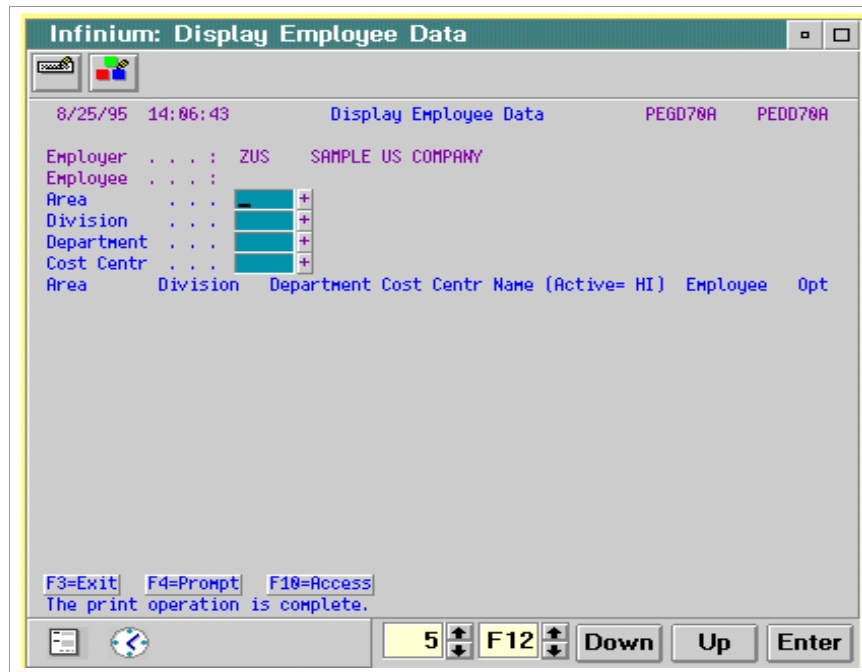 Infinium: Display Employee Data
8/25/95 14:06:43 Display Employee Data PEGD70A PEDD70A
Employer . . . : ZUS SAMPLE US COMPANY
Employee . . . :
Area . . . +
Division . . . +
Department . . . +
Cost Centr . . . +
Area Division Department Cost Centr Name (Active= HI) Employee Opt
F3=Exit F4=Prompt F10=Access
The print operation is complete.
5 F12 Down Up Enter